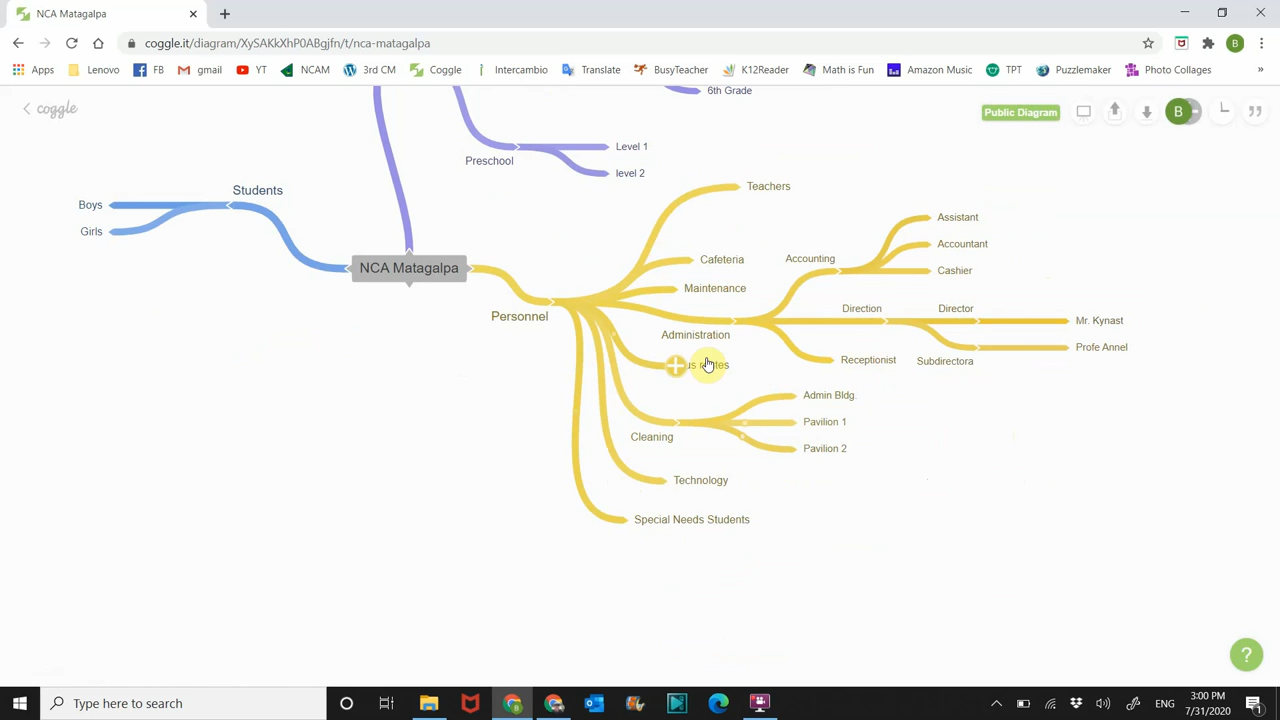 NCA Matagalpa
coggle.it/diagram/XySAKkXhP0ABgjfn/t/nca-matagalpa
B
Apps Lenovo FB gmail YT NCAM 3rd CM Coggle Intercambio Translate BusyTeacher K12Reader Math is Fun Amazon Music TPT Puzzlemaker Photo Collages »
coggle
Public Diagram
B
6th Grade
Preschool
Level 1
level 2
Students
Boys
Girls
NCA Matagalpa
Personnel
Teachers
Cafeteria
Maintenance
Administration
Accounting
Assistant
Accountant
Cashier
Direction
Director
Mr. Kynast
Subdirectora
Profe Annel
Receptionist
Cleaning
Admin Bldg.
Pavilion 1
Pavilion 2
Technology
Special Needs Students
?
Type here to search
ENG
3:00 PM
7/31/2020
1